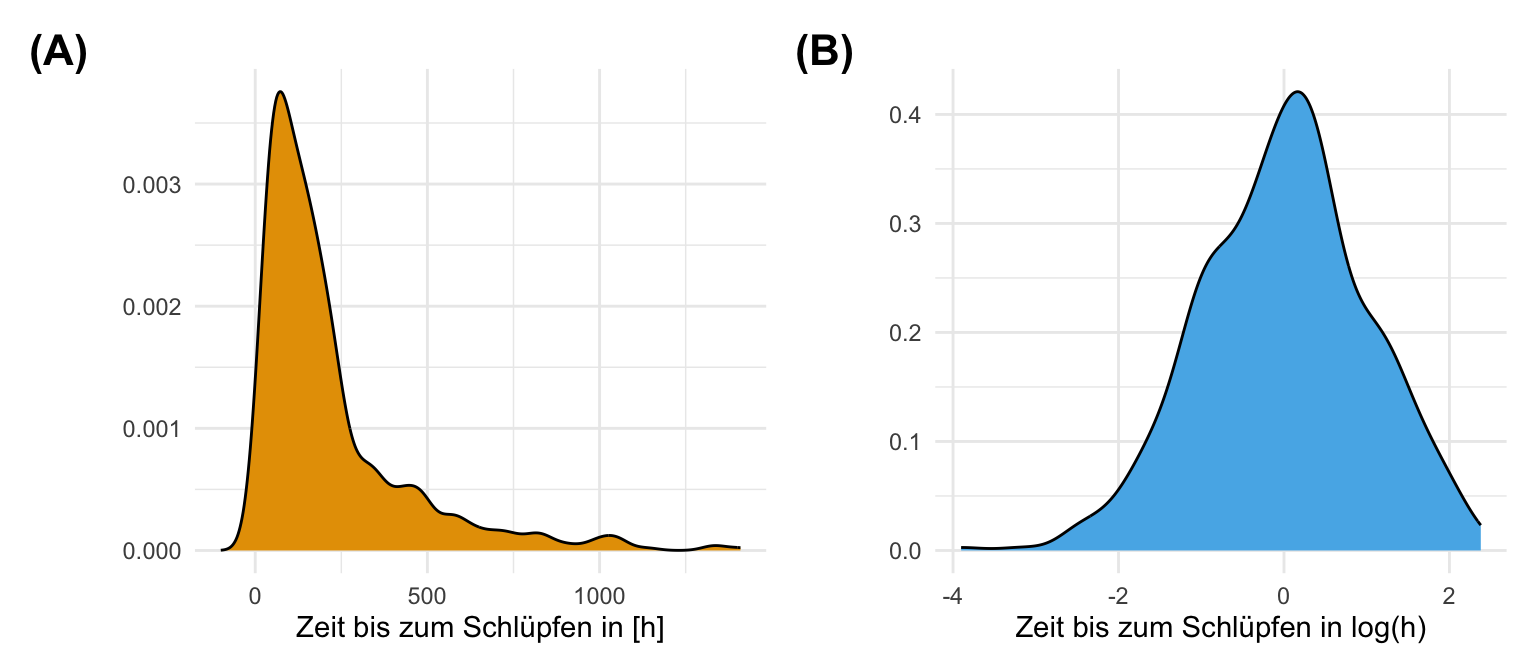 (A)
0.003
0.002
0.001
0.000
0 500 1000
Zeit bis zum Schlüpfen in [h]
(B)
0.4
0.3
0.2
0.1
0.0
-4 -2 0 2
Zeit bis zum Schlüpfen in log(h)